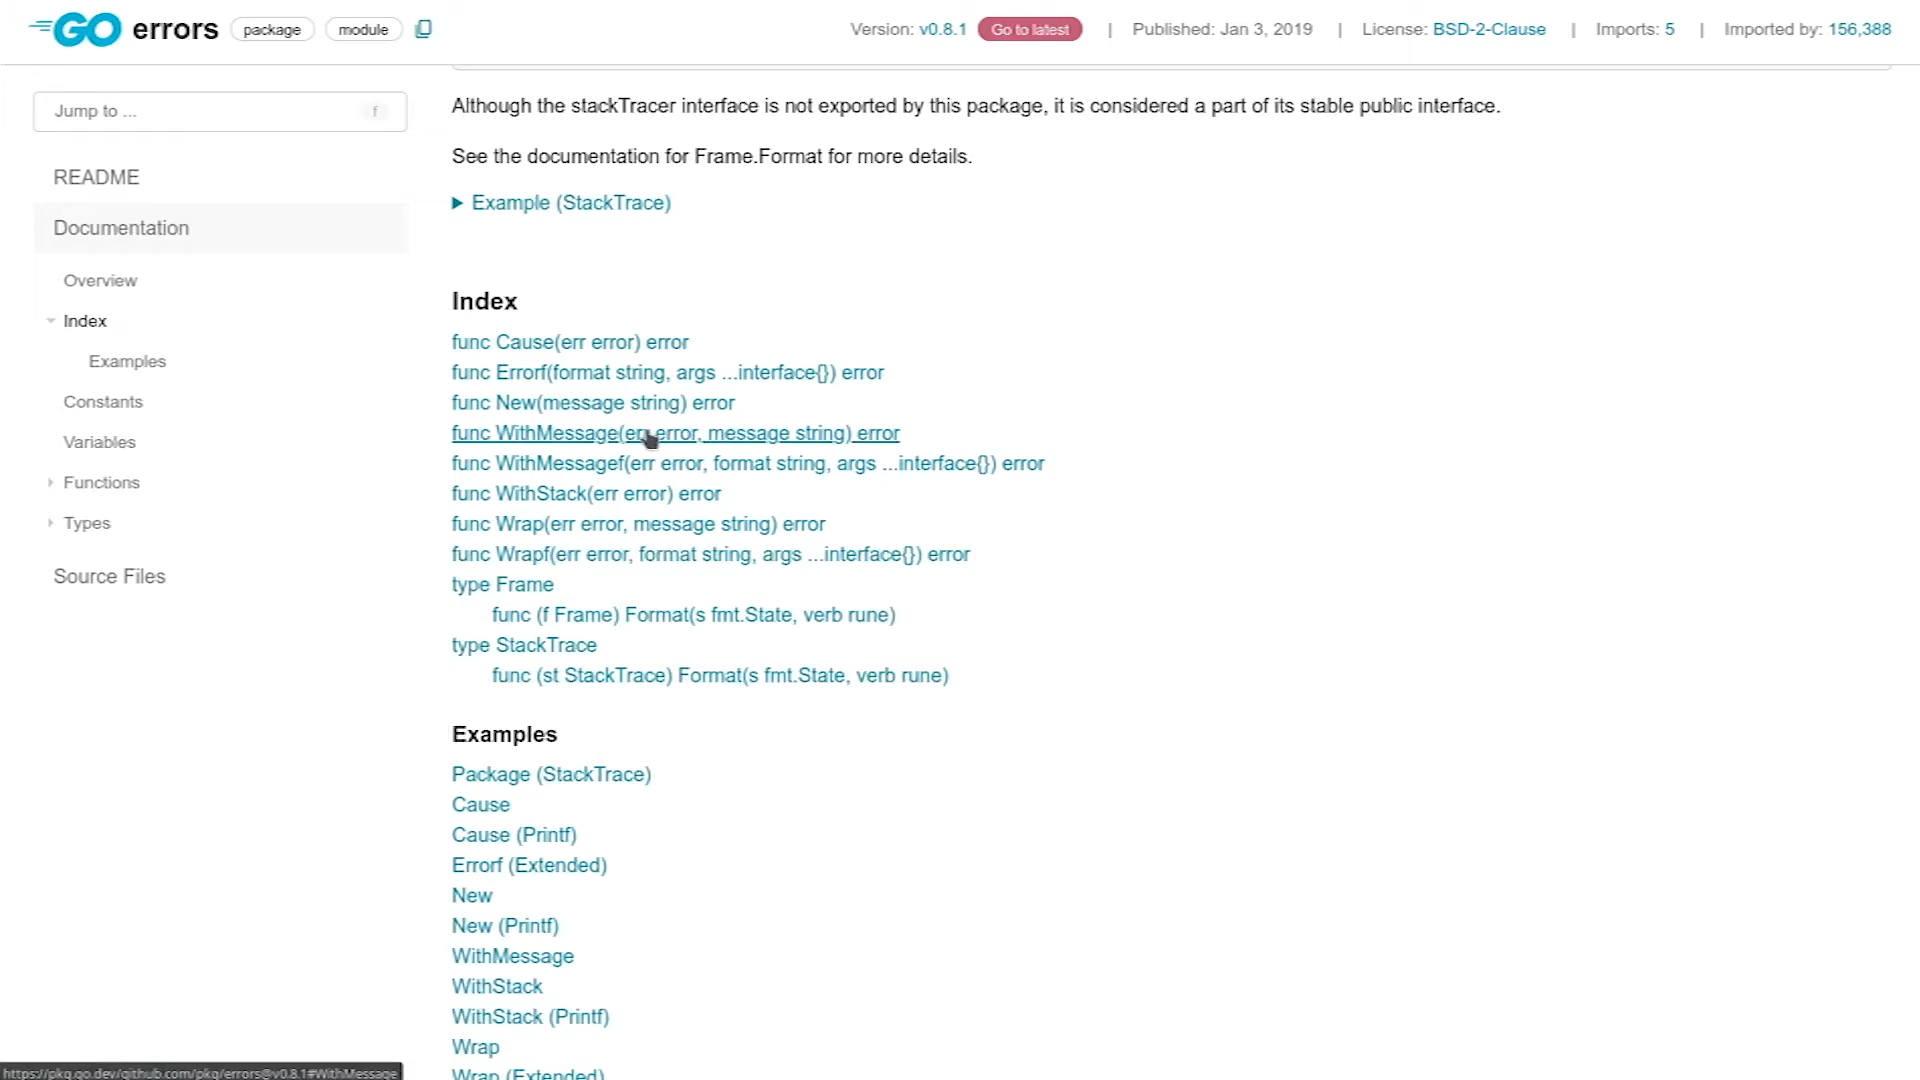 GO errors package module Version: v0.8.1 Go to latest | Published: Jan 3, 2019 | License: BSD-2-Clause | Imports: 5 | Imported by: 156,388
Jump to ... f
README
Documentation
Overview
Index
Examples
Constants
Variables
Functions
Types
Source Files
Although the stackTracer interface is not exported by this package, it is considered a part of its stable public interface.
See the documentation for Frame.Format for more details.
Example (StackTrace)
Index
func Cause(err error) error
func Errorf(format string, args ...interface{}) error
func New(message string) error
func WithMessage(err error, message string) error
func WithMessagef(err error, format string, args ...interface{}) error
func WithStack(err error) error
func Wrap(err error, message string) error
func Wrapf(err error, format string, args ...interface{}) error
type Frame
func (f Frame) Format(s fmt.State, verb rune)
type StackTrace
func (st StackTrace) Format(s fmt.State, verb rune)
Examples
Package (StackTrace)
Cause
Cause (Printf)
Errorf (Extended)
New
New (Printf)
WithMessage
WithStack
WithStack (Printf)
Wrap
Wrap (Extended)
https://pkg.go.dev/github.com/pkg/errors@v0.8.1#WithMessage